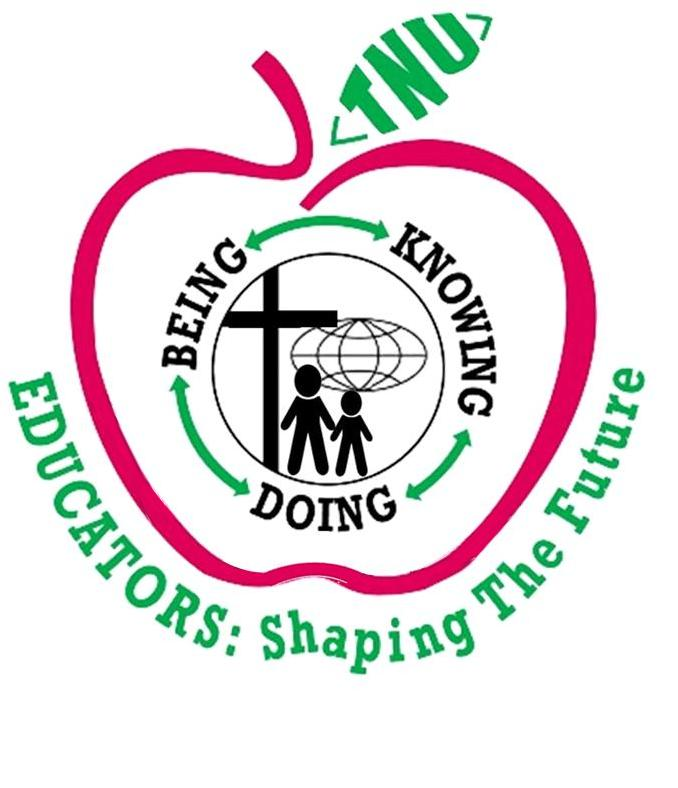 TNU
BEING
KNOWING
DOING
EDUCATORS: Shaping The Future